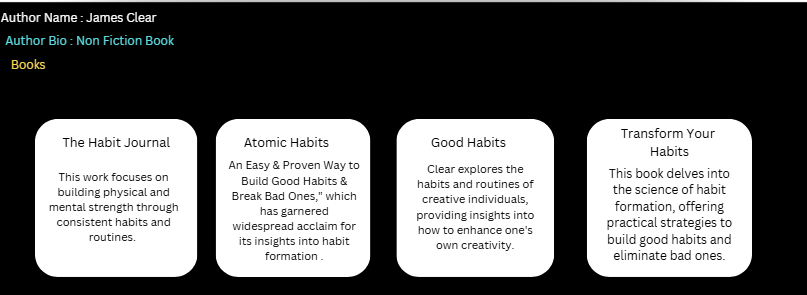 Author Name : James Clear
Author Bio : Non Fiction Book
Books
The Habit Journal
This work focuses on
building physical and
mental strength through
consistent habits and
routines.
Atomic Habits
An Easy & Proven Way to
Build Good Habits &
Break Bad Ones," which
has garnered
widespread acclaim for
its insights into habit
formation .
Good Habits
Clear explores the
habits and routines of
creative individuals,
providing insights into
how to enhance one's
own creativity.
Transform Your
Habits
This book delves into
the science of habit
formation, offering
practical strategies to
build good habits and
eliminate bad ones.